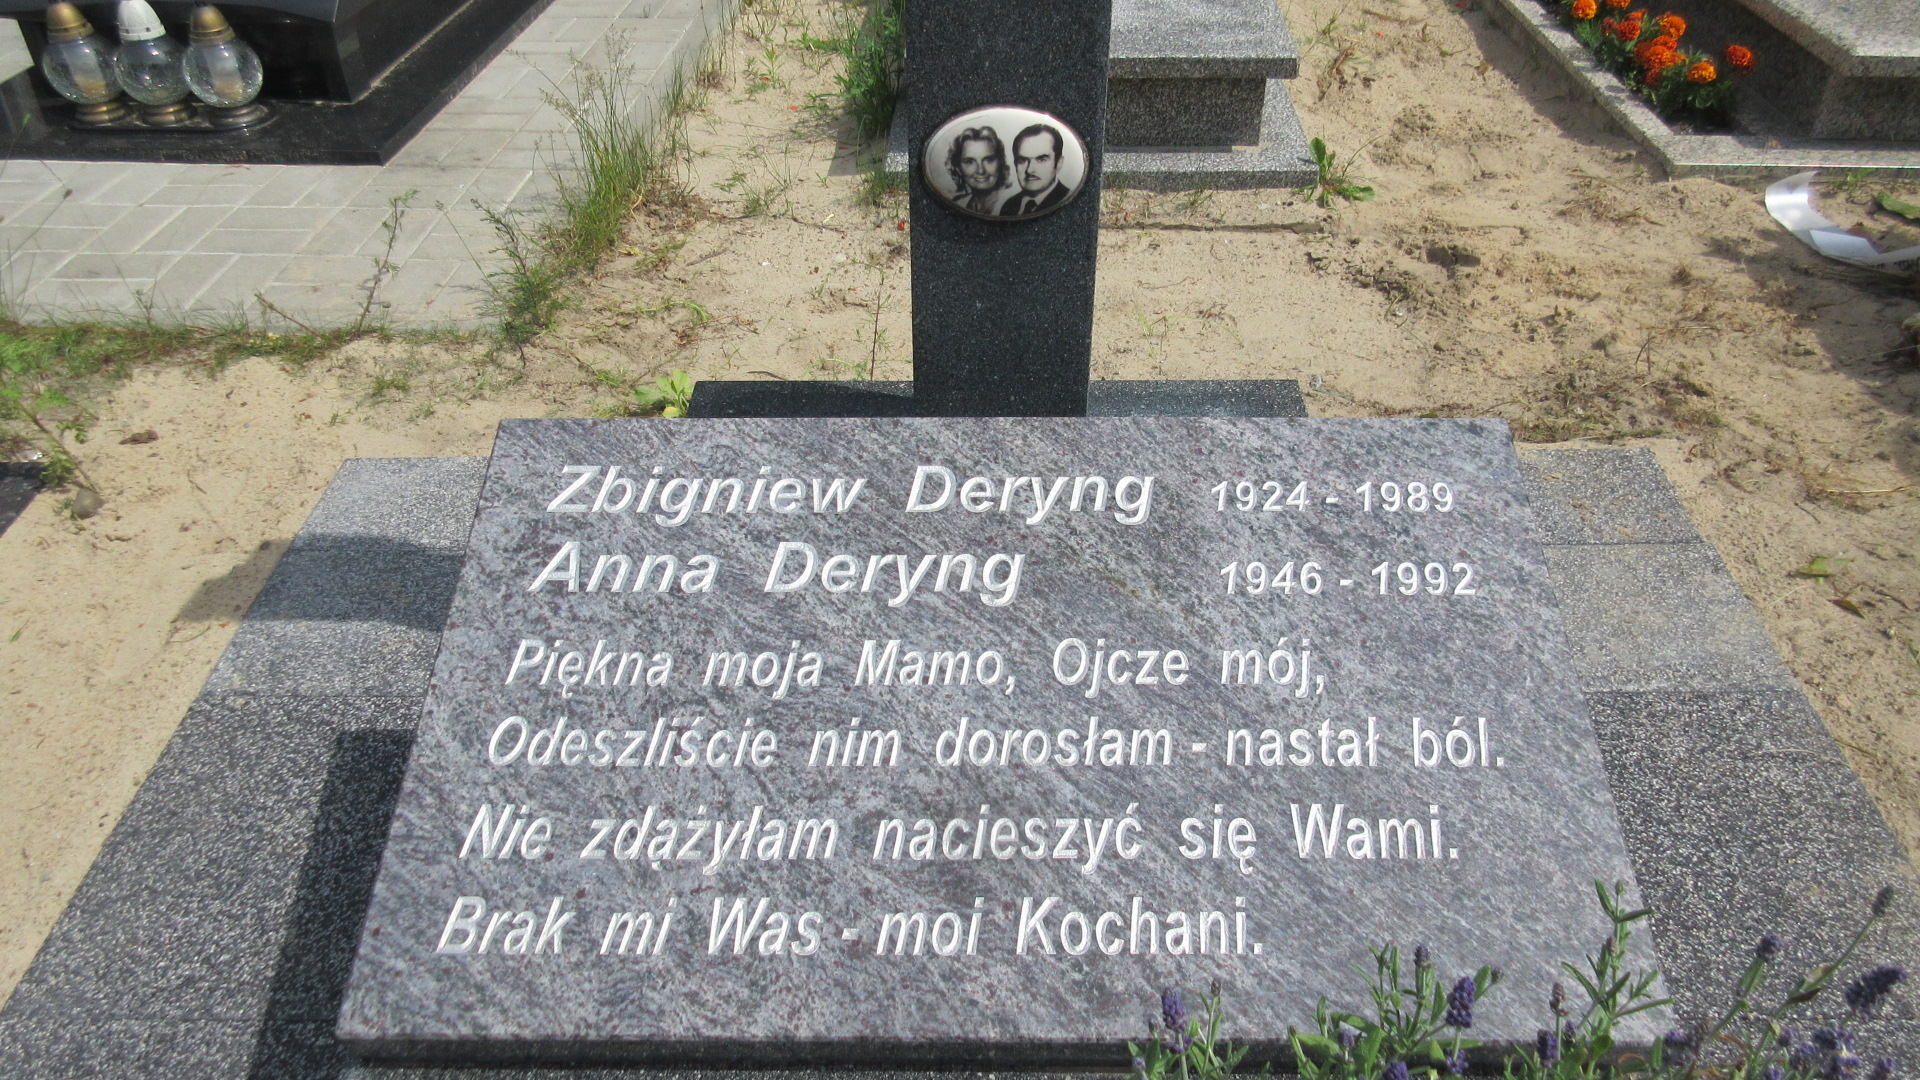 Zbigniew Deryng 1924 - 1989
Anna Deryng 1946 - 1992
Piękna moja Mamo, Ojcze mój,
Odeszliście nim dorosłam - nastał ból.
Nie zdążyłam nacieszyć się Wami.
Brak mi Was - moi Kochani.